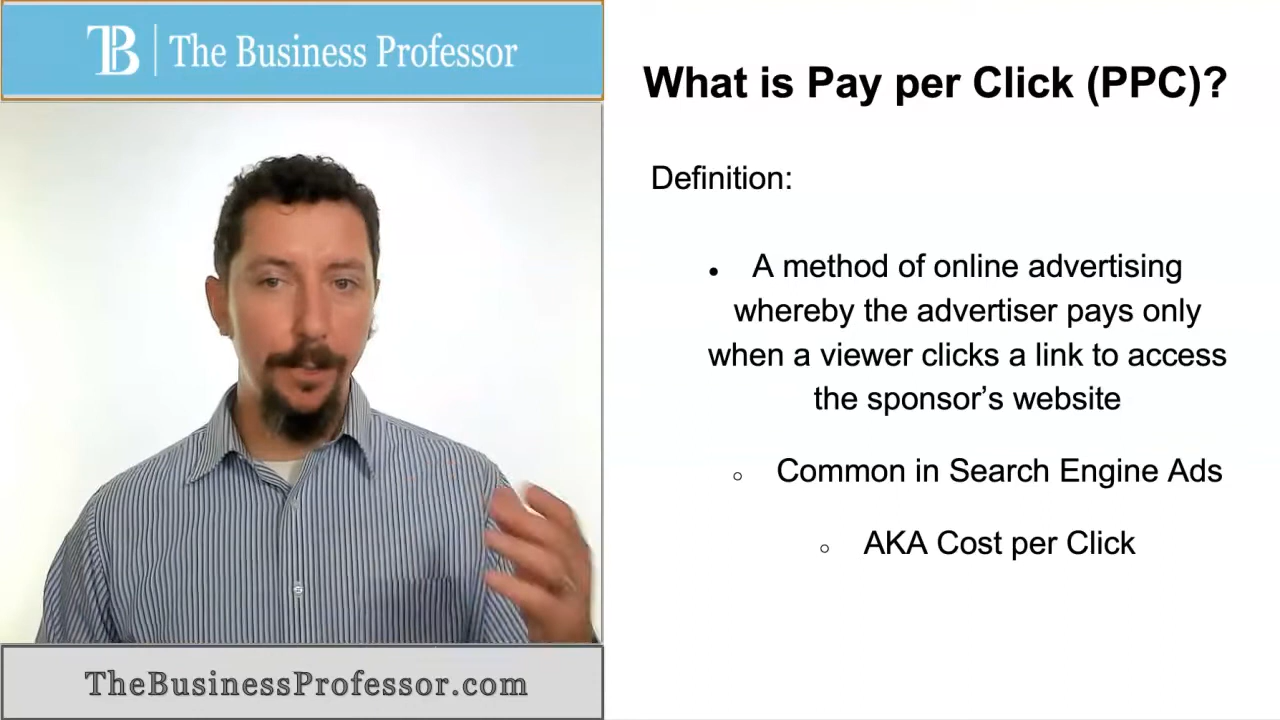 TB | The Business Professor
What is Pay per Click (PPC)?
Definition:
● A method of online advertising
whereby the advertiser pays only
when a viewer clicks a link to access
the sponsor’s website
○ Common in Search Engine Ads
○ AKA Cost per Click
TheBusinessProfessor.com